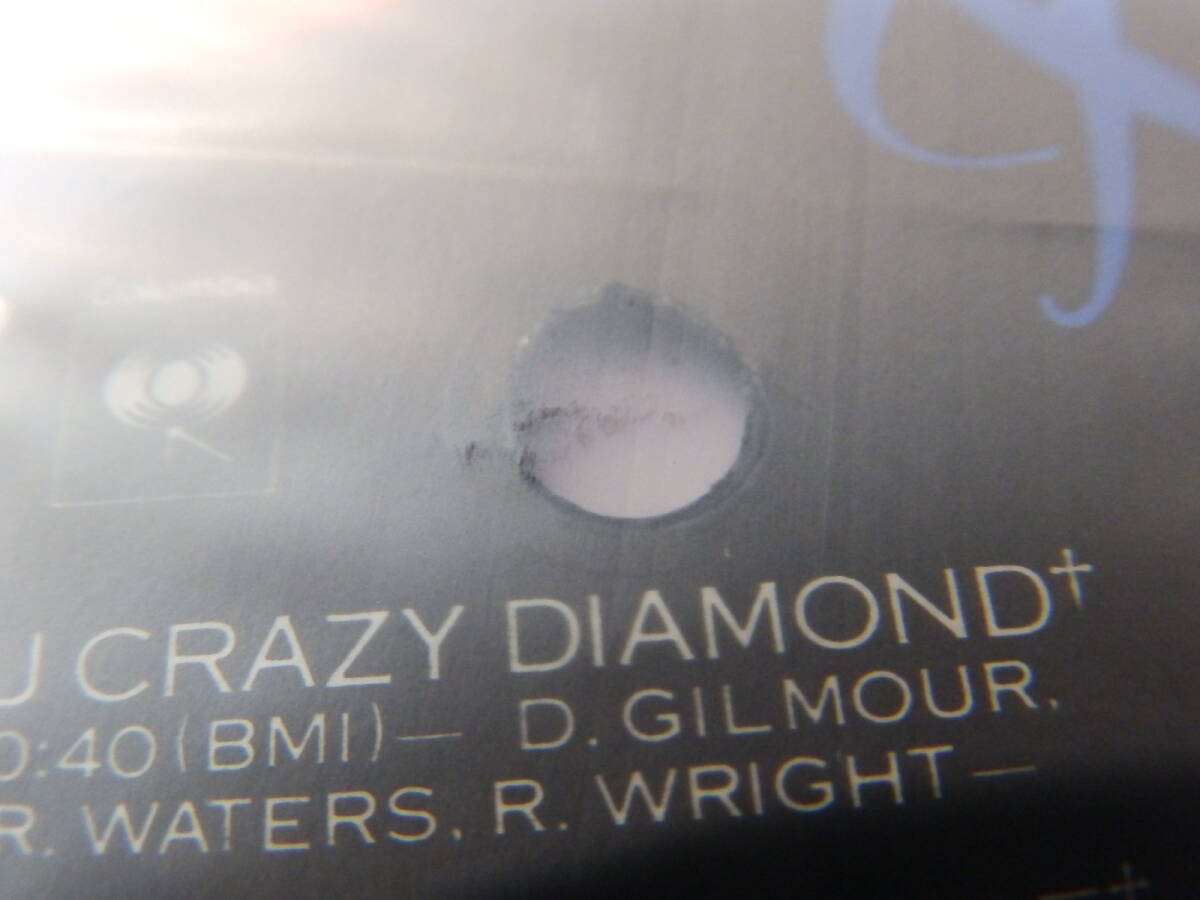 U CRAZY DIAMOND†
0:40 (BMI) — D. GILMOUR,
R. WATERS, R. WRIGHT —